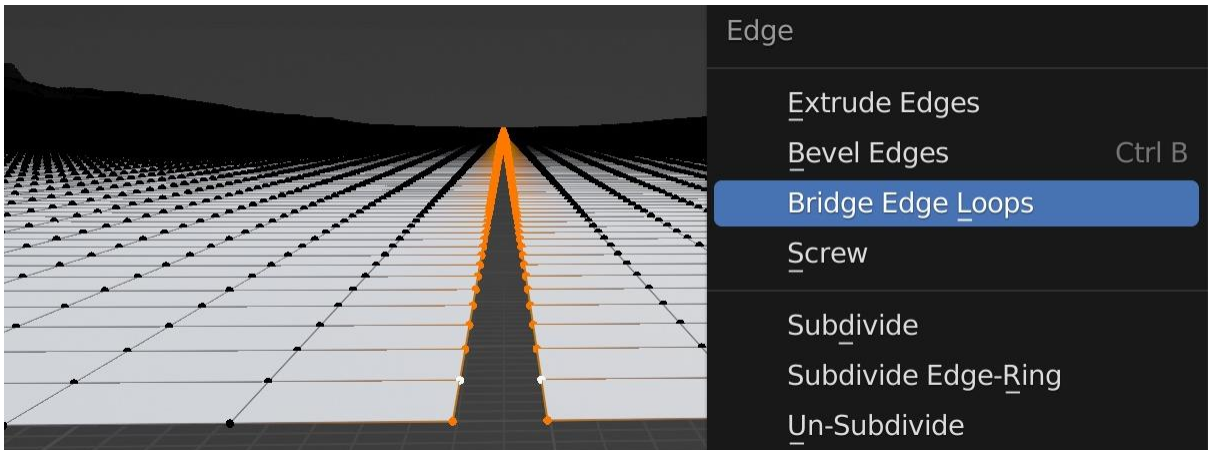 Edge
Extrude Edges
Bevel Edges Ctrl B
Bridge Edge Loops
Screw
Subdivide
Subdivide Edge-Ring
Un-Subdivide